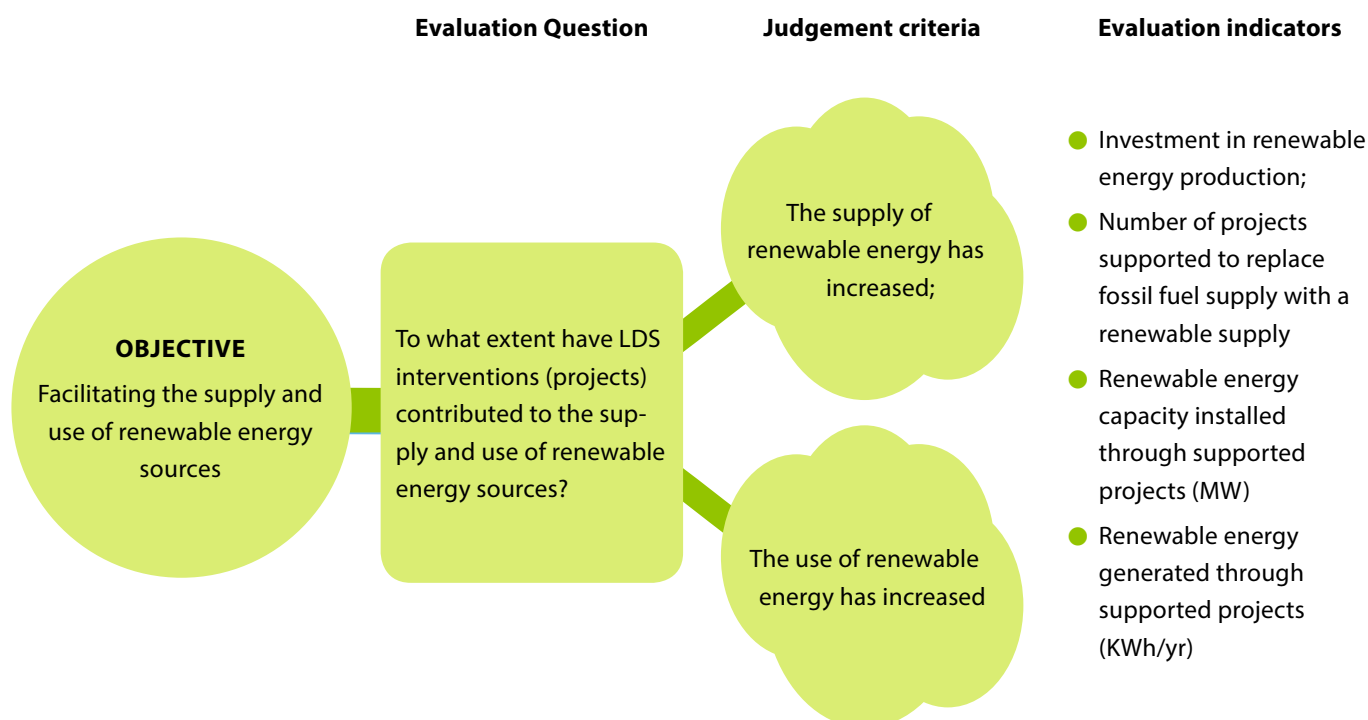 Evaluation Question
Judgement criteria
Evaluation indicators
OBJECTIVE
Facilitating the supply and
use of renewable energy
sources
To what extent have LDS
interventions (projects)
contributed to the sup-
ply and use of renewable
energy sources?
The supply of
renewable energy has
increased;
The use of renewable
energy has increased
Investment in renewable
energy production;
Number of projects
supported to replace
fossil fuel supply with a
renewable supply
Renewable energy
capacity installed
through supported
projects (MW)
Renewable energy
generated through
supported projects
(KWh/yr)